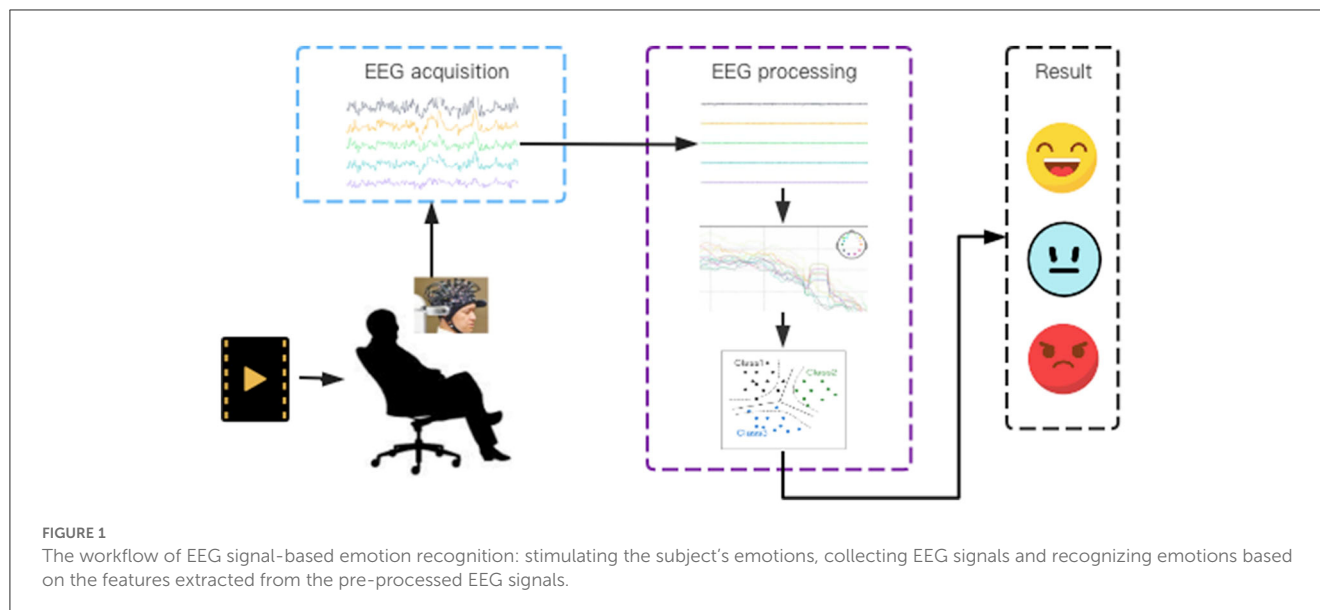 EEG acquisition
EEG processing
Result
Class1
Class2
Class3
FIGURE 1
The workflow of EEG signal-based emotion recognition: stimulating the subject's emotions, collecting EEG signals and recognizing emotions based
on the features extracted from the pre-processed EEG signals.